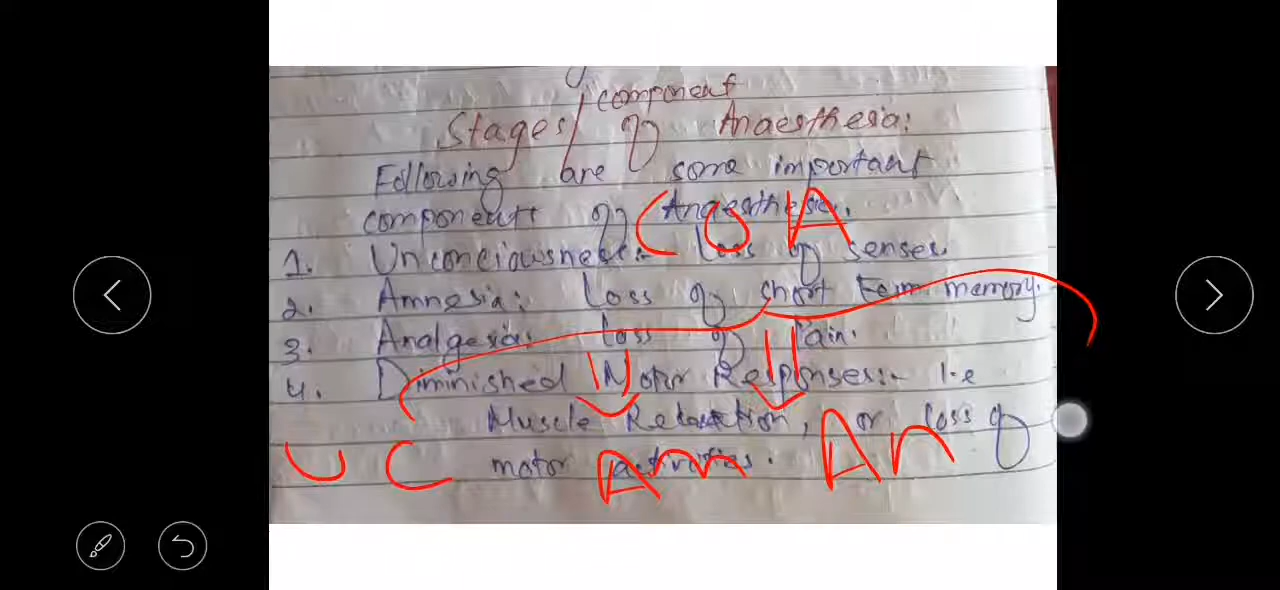 component
Stages/ of Anaesthesia:
Following are some important
components of Anaesthesia.
COA
1. Unconciousness:- Loss of senses.
2. Amnesia: Loss of short term memory.
3. Analgesia: Loss of Pain.
4. Diminished Motor Responses:- i.e
Muscle Relaxation, or loss of
motor activities.
UC Am An